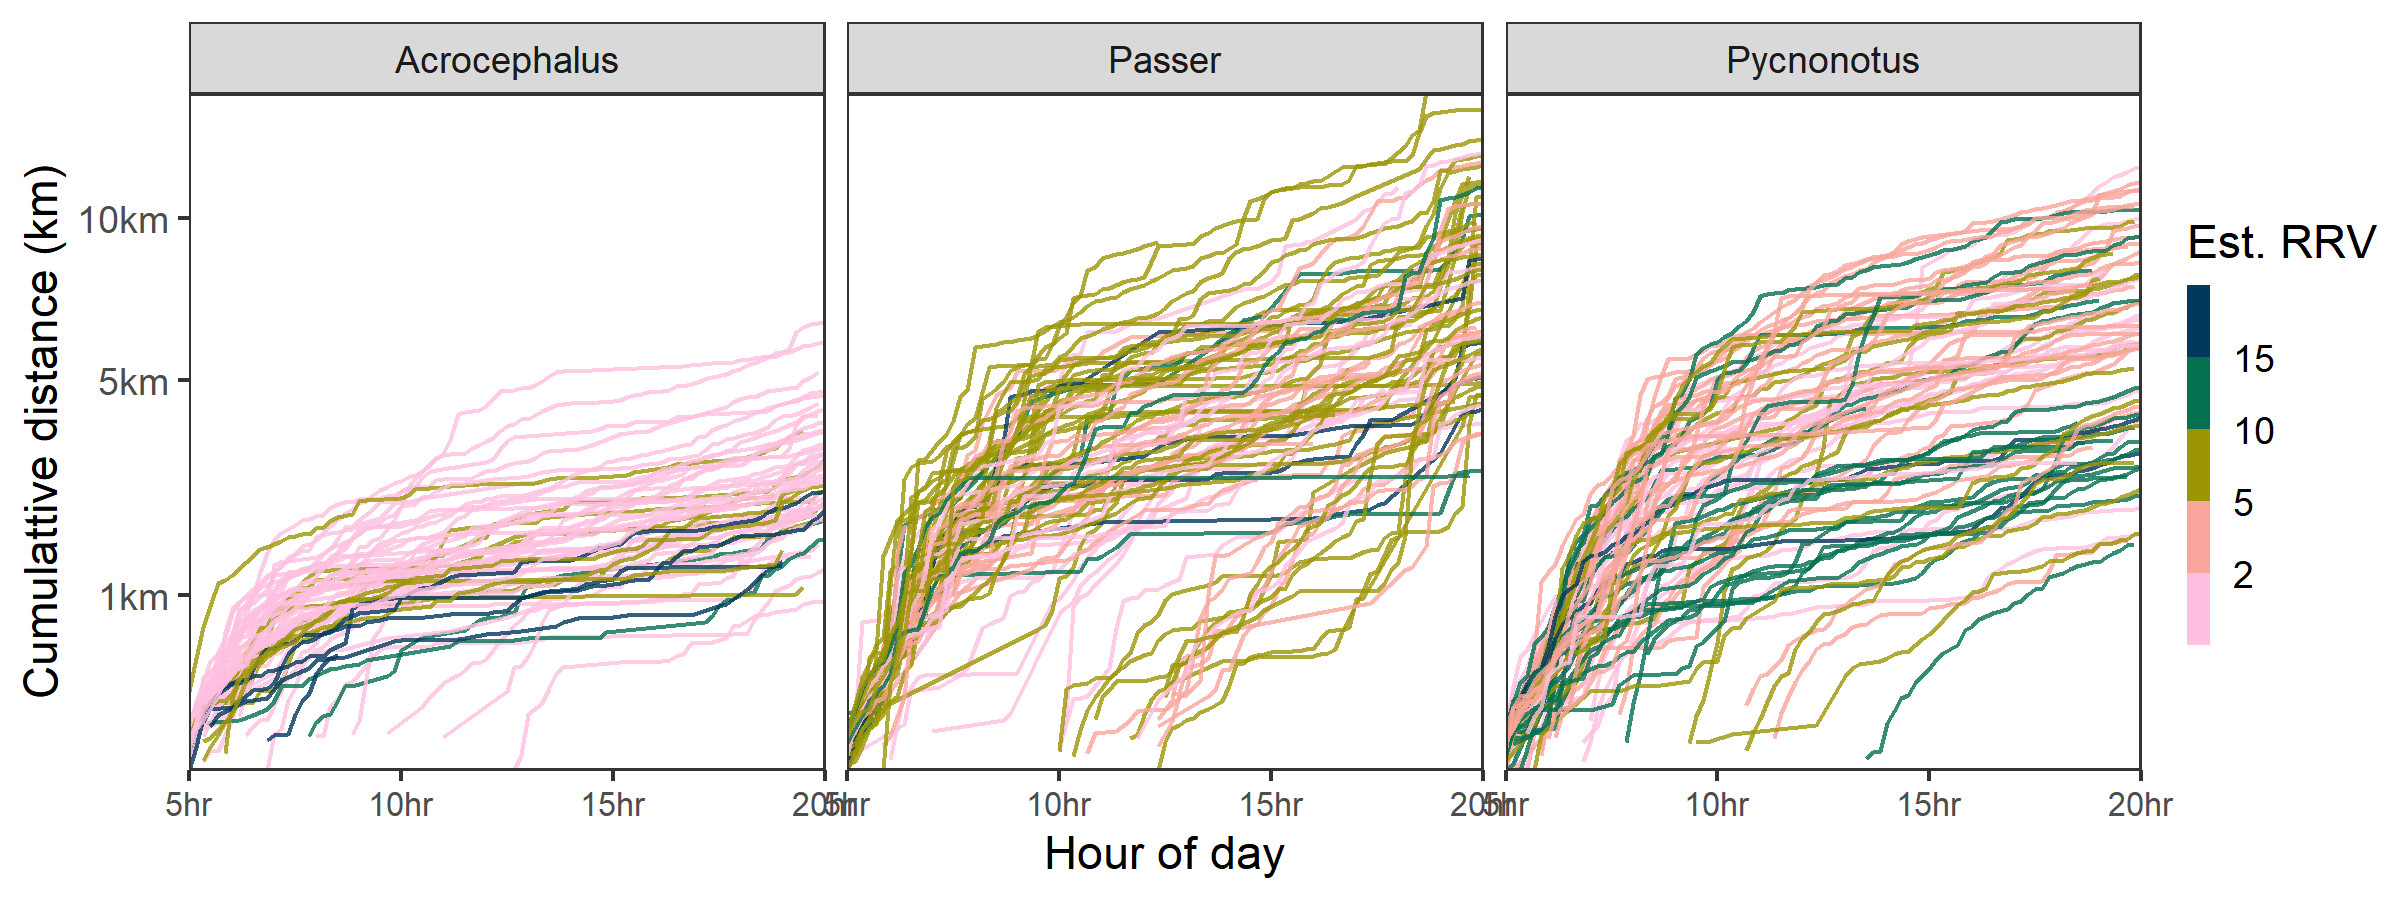 Acrocephalus
Passer
Pycnonotus
Cumulattive distance (km)
10km
5km
1km
5hr
10hr
15hr
20hr
5hr
10hr
15hr
20hr
5hr
10hr
15hr
20hr
Hour of day
Est. RRV
15
10
5
2